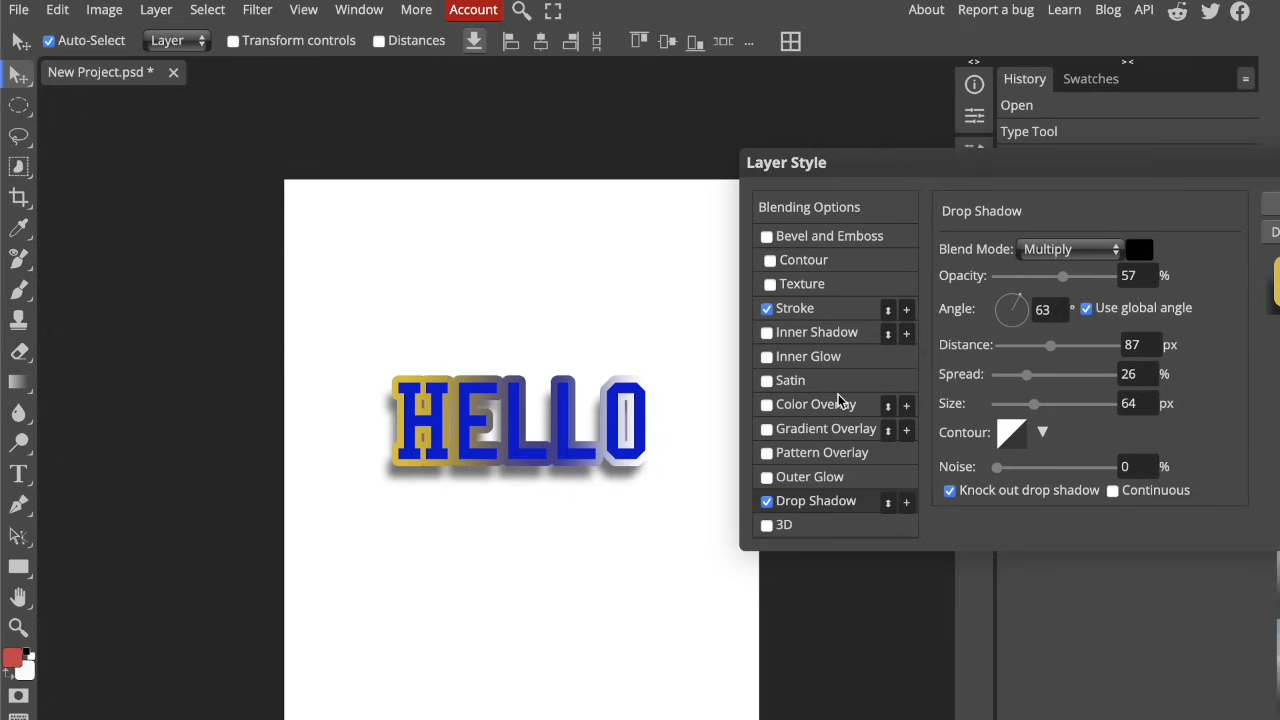 File Edit Image Layer Select Filter View Window More Account About Report a bug Learn Blog API
Auto-Select Layer Transform controls Distances ...
New Project.psd * 
<> ><
History Swatches
Open
Type Tool
Layer Style
Blending Options
Bevel and Emboss
Contour
Texture
Stroke +
Inner Shadow +
Inner Glow
Satin
Color Overlay +
Gradient Overlay +
Pattern Overlay
Outer Glow
Drop Shadow +
3D
Drop Shadow
Blend Mode: Multiply
Opacity: 57 %
Angle: 63 ° Use global angle
Distance: 87 px
Spread: 26 %
Size: 64 px
Contour:
Noise: 0 %
Knock out drop shadow Continuous
D
HELLO
T